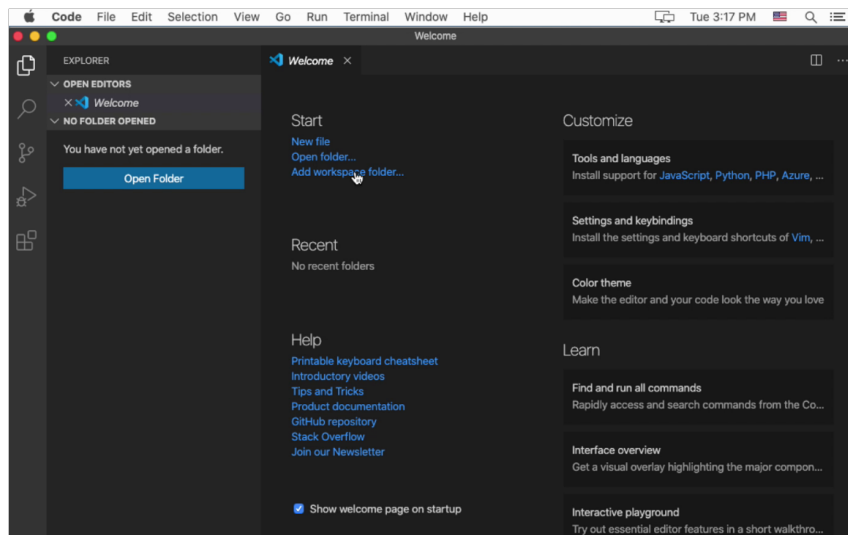 Code File Edit Selection View Go Run Terminal Window Help Tue 3:17 PM
Welcome
EXPLORER
OPEN EDITORS
Welcome
NO FOLDER OPENED
You have not yet opened a folder.
Open Folder
Welcome
Start
New file
Open folder...
Add workspace folder...
Recent
No recent folders
Help
Printable keyboard cheatsheet
Introductory videos
Tips and Tricks
Product documentation
GitHub repository
Stack Overflow
Join our Newsletter
Show welcome page on startup
Customize
Tools and languages
Install support for JavaScript, Python, PHP, Azure, ...
Settings and keybindings
Install the settings and keyboard shortcuts of Vim, ...
Color theme
Make the editor and your code look the way you love
Learn
Find and run all commands
Rapidly access and search commands from the Co...
Interface overview
Get a visual overlay highlighting the major compon...
Interactive playground
Try out essential editor features in a short walkthro...